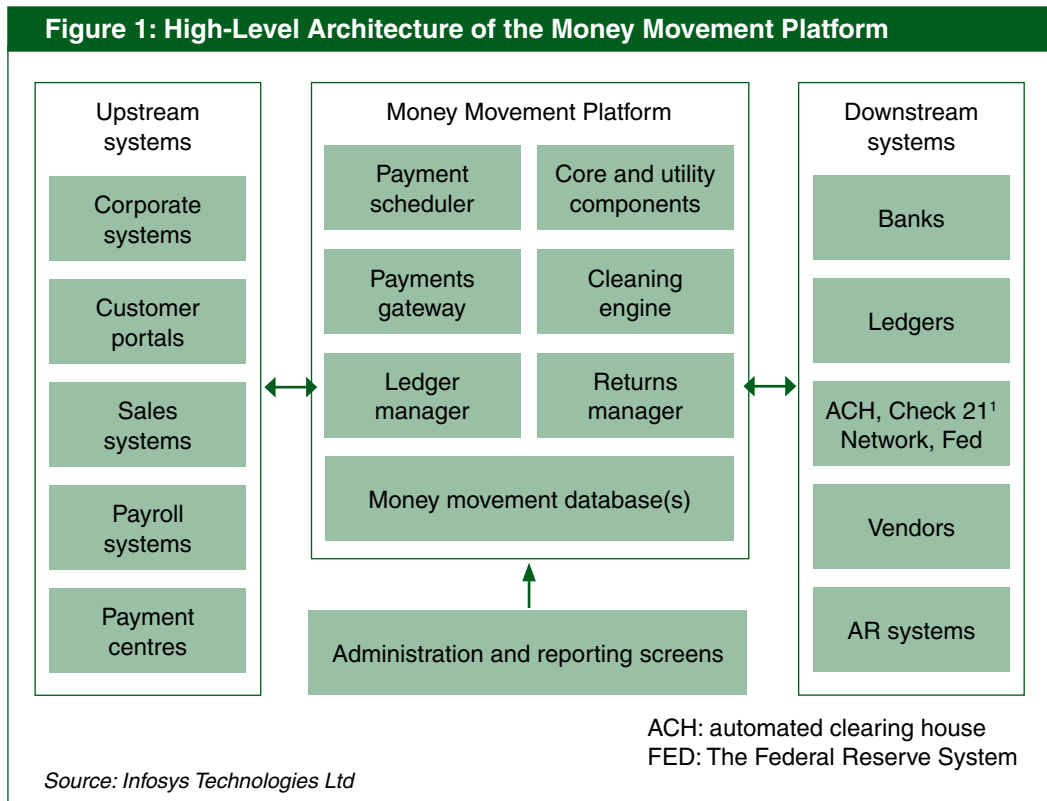 Figure 1: High-Level Architecture of the Money Movement Platform
Upstream
systems
Corporate
systems
Customer
portals
Sales
systems
Payroll
systems
Payment
centres
Money Movement Platform
Payment
scheduler
Core and utility
components
Payments
gateway
Cleaning
engine
Ledger
manager
Returns
manager
Money movement database(s)
Administration and reporting screens
Downstream
systems
Banks
Ledgers
ACH, Check 21¹
Network, Fed
Vendors
AR systems
ACH: automated clearing house
FED: The Federal Reserve System
Source: Infosys Technologies Ltd